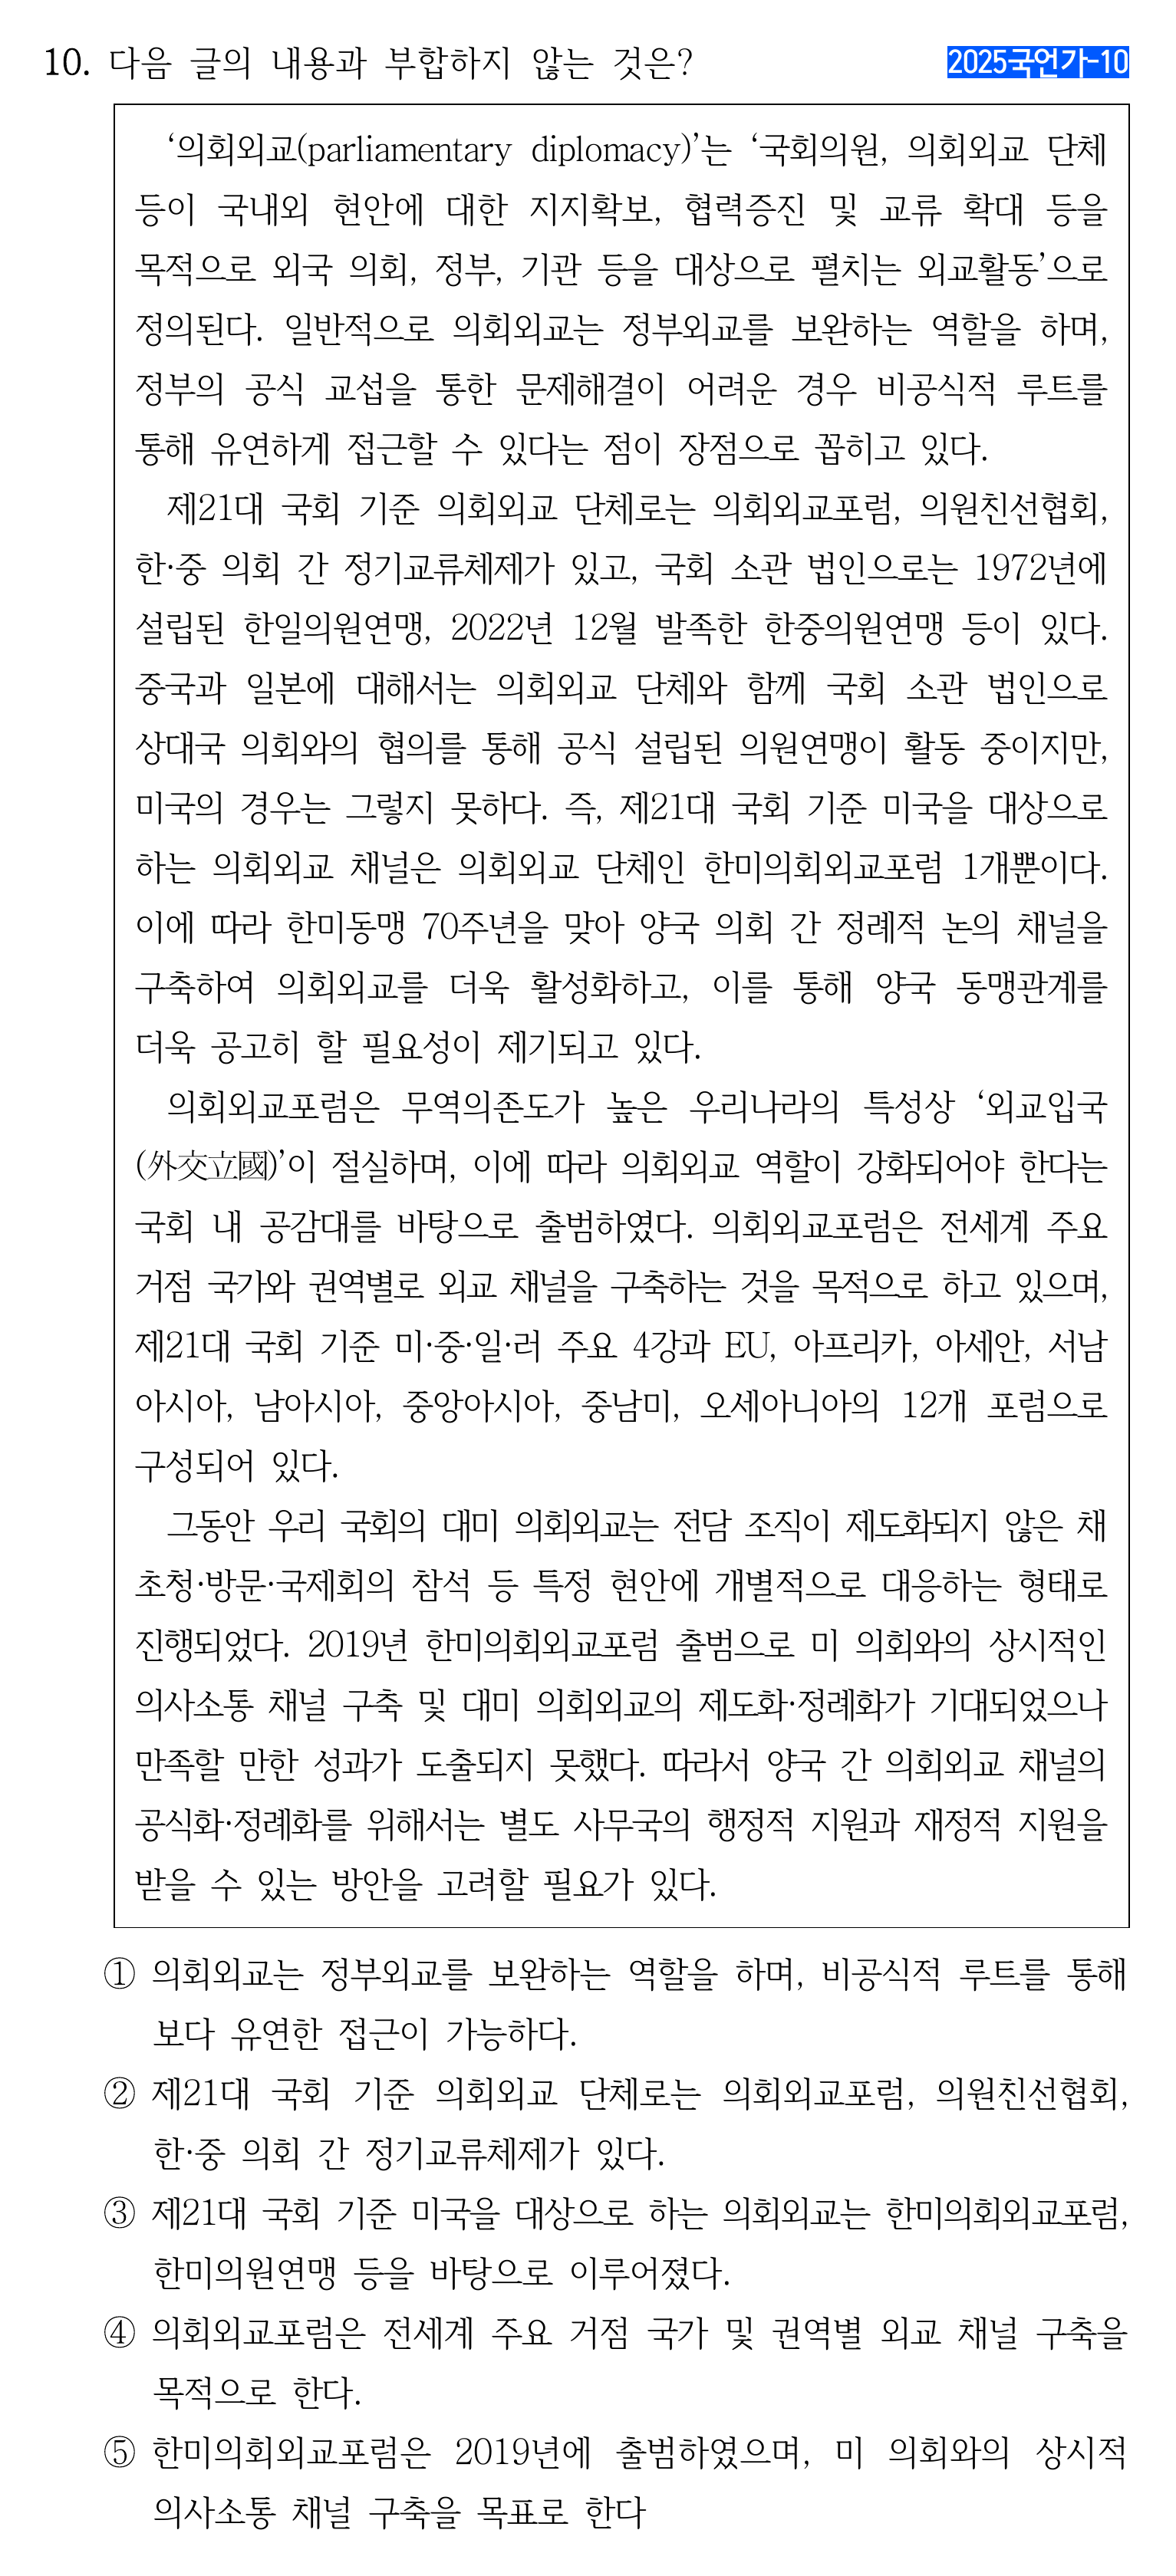 10. 다음 글의 내용과 부합하지 않는 것은?
2025국언가-10
‘의회외교(parliamentary diplomacy)’는 ‘국회의원, 의회외교 단체
등이 국내외 현안에 대한 지지확보, 협력증진 및 교류 확대 등을
목적으로 외국 의회, 정부, 기관 등을 대상으로 펼치는 외교활동’으로
정의된다. 일반적으로 의회외교는 정부외교를 보완하는 역할을 하며,
정부의 공식 교섭을 통한 문제해결이 어려운 경우 비공식적 루트를
통해 유연하게 접근할 수 있다는 점이 장점으로 꼽히고 있다.
제21대 국회 기준 의회외교 단체로는 의회외교포럼, 의원친선협회,
한·중 의회 간 정기교류체제가 있고, 국회 소관 법인으로는 1972년에
설립된 한일의원연맹, 2022년 12월 발족한 한중의원연맹 등이 있다.
중국과 일본에 대해서는 의회외교 단체와 함께 국회 소관 법인으로
상대국 의회와의 협의를 통해 공식 설립된 의원연맹이 활동 중이지만,
미국의 경우는 그렇지 못하다. 즉, 제21대 국회 기준 미국을 대상으로
하는 의회외교 채널은 의회외교 단체인 한미의회외교포럼 1개뿐이다.
이에 따라 한미동맹 70주년을 맞아 양국 의회 간 정례적 논의 채널을
구축하여 의회외교를 더욱 활성화하고, 이를 통해 양국 동맹관계를
더욱 공고히 할 필요성이 제기되고 있다.
의회외교포럼은 무역의존도가 높은 우리나라의 특성상 ‘외교입국
(外交立國)’이 절실하며, 이에 따라 의회외교 역할이 강화되어야 한다는
국회 내 공감대를 바탕으로 출범하였다. 의회외교포럼은 전세계 주요
거점 국가와 권역별로 외교 채널을 구축하는 것을 목적으로 하고 있으며,
제21대 국회 기준 미·중·일·러 주요 4강과 EU, 아프리카, 아세안, 서남
아시아, 남아시아, 중앙아시아, 중남미, 오세아니아의 12개 포럼으로
구성되어 있다.
그동안 우리 국회의 대미 의회외교는 전담 조직이 제도화되지 않은 채
초청·방문·국제회의 참석 등 특정 현안에 개별적으로 대응하는 형태로
진행되었다. 2019년 한미의회외교포럼 출범으로 미 의회와의 상시적인
의사소통 채널 구축 및 대미 의회외교의 제도화·정례화가 기대되었으나
만족할 만한 성과가 도출되지 못했다. 따라서 양국 간 의회외교 채널의
공식화·정례화를 위해서는 별도 사무국의 행정적 지원과 재정적 지원을
받을 수 있는 방안을 고려할 필요가 있다.
① 의회외교는 정부외교를 보완하는 역할을 하며, 비공식적 루트를 통해
보다 유연한 접근이 가능하다.
② 제21대 국회 기준 의회외교 단체로는 의회외교포럼, 의원친선협회,
한·중 의회 간 정기교류체제가 있다.
③ 제21대 국회 기준 미국을 대상으로 하는 의회외교는 한미의회외교포럼,
한미의원연맹 등을 바탕으로 이루어졌다.
④ 의회외교포럼은 전세계 주요 거점 국가 및 권역별 외교 채널 구축을
목적으로 한다.
⑤ 한미의회외교포럼은 2019년에 출범하였으며, 미 의회와의 상시적
의사소통 채널 구축을 목표로 한다